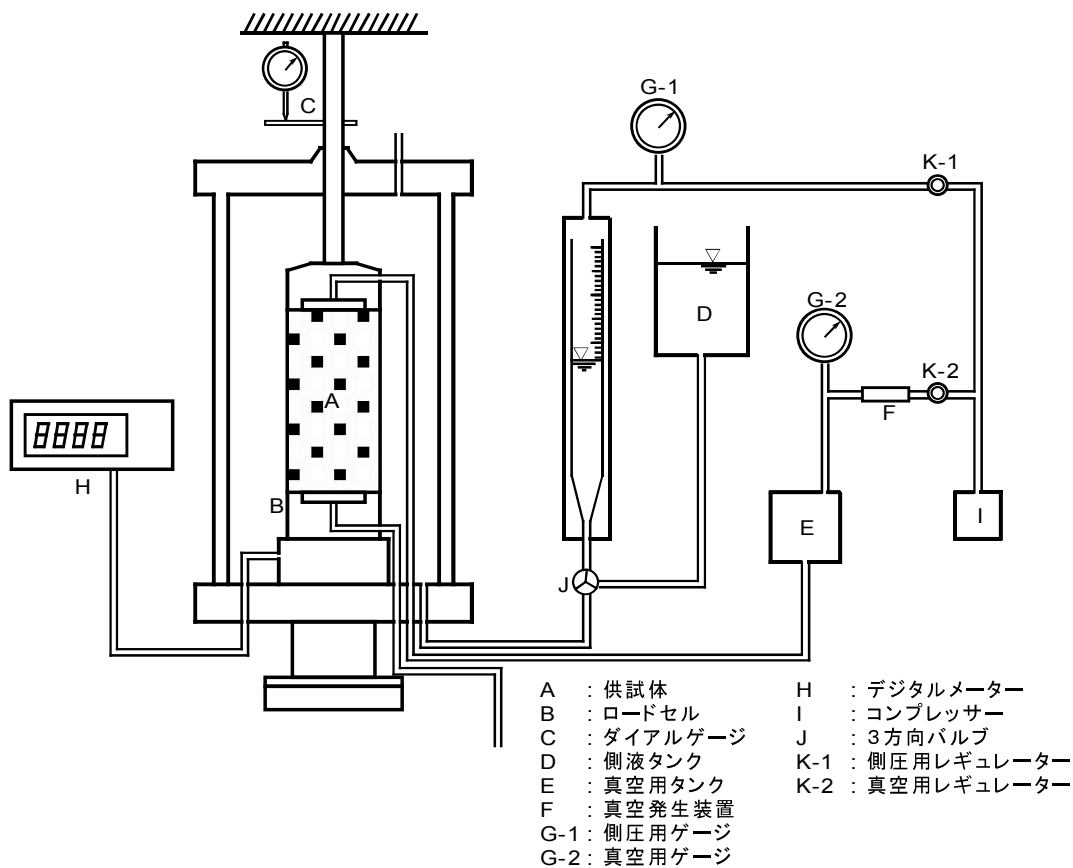 C
G-1
K-1
D
G-2
K-2
A
F
8888
H
B
E
I
J
A : 供試体
B : ロードセル
C : ダイアルゲージ
D : 側液タンク
E : 真空用タンク
F : 真空発生装置
G-1 : 側圧用ゲージ
G-2 : 真空用ゲージ
H : デジタルメーター
I : コンプレッサー
J : 3方向バルブ
K-1 : 側圧用レギュレーター
K-2 : 真空用レギュレーター